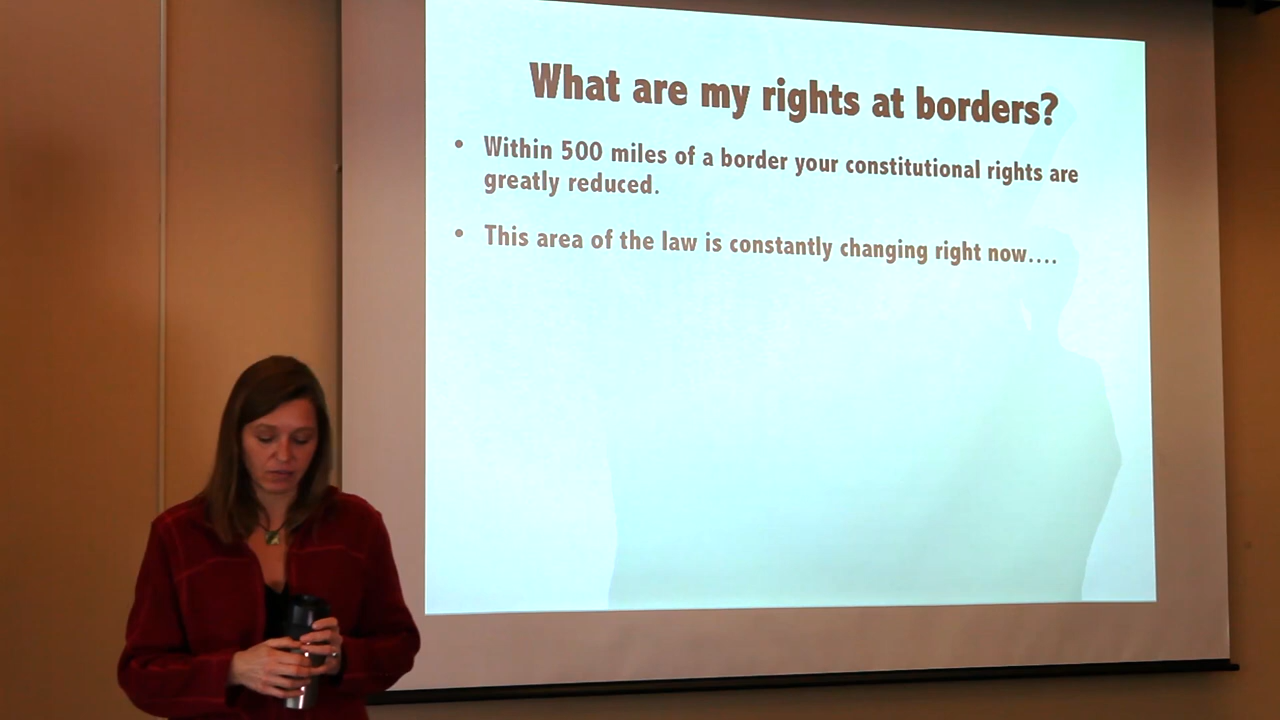 What are my rights at borders?
• Within 500 miles of a border your constitutional rights are
greatly reduced.
• This area of the law is constantly changing right now....